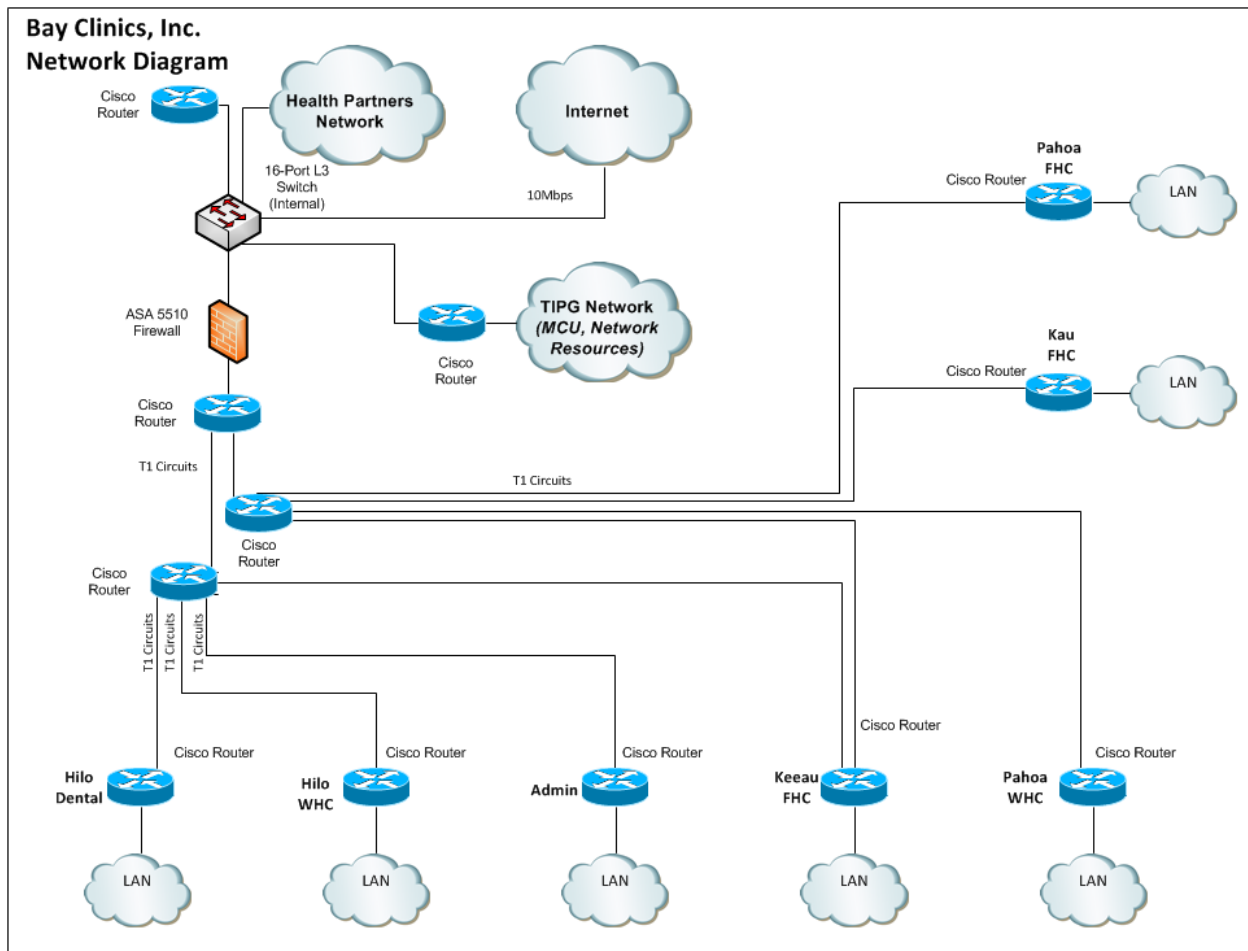 Bay Clinics, Inc.
Network Diagram
Cisco
Router
Health Partners
Network
Internet
16-Port L3
Switch
(Internal)
10Mbps
Pahoa
FHC
Cisco Router
LAN
ASA 5510
Firewall
TIPG Network
(MCU, Network
Resources)
Cisco
Router
Kau
FHC
Cisco Router
LAN
Cisco
Router
T1 Circuits
T1 Circuits
Cisco
Router
Cisco
Router
T1 Circuits
T1 Circuits
T1 Circuits
Cisco Router
Hilo
Dental
LAN
Cisco Router
Hilo
WHC
LAN
Cisco Router
Admin
LAN
Cisco Router
Keeau
FHC
LAN
Cisco Router
Pahoa
WHC
LAN